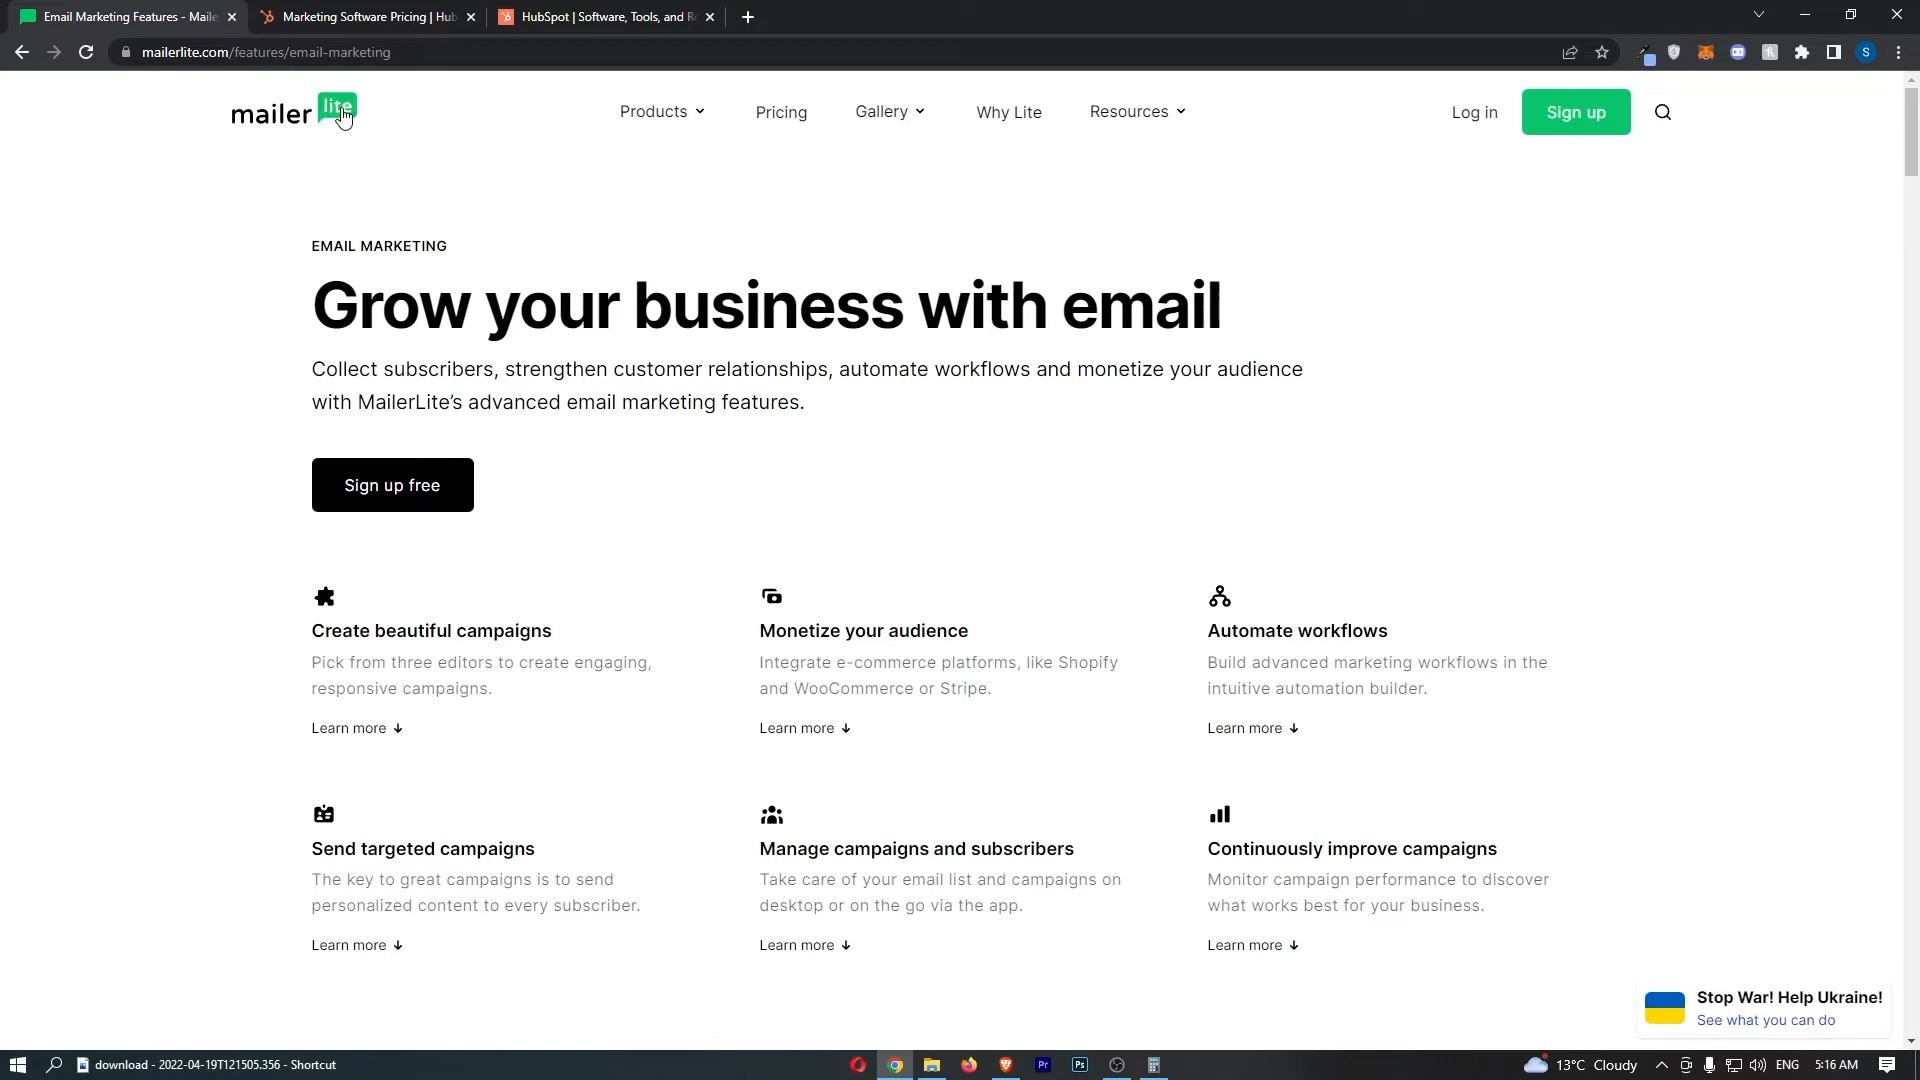 Email Marketing Features - Maile
Marketing Software Pricing | Hub
HubSpot | Software, Tools, and Re
mailerlite.com/features/email-marketing
S
mailer lite
Products
Pricing
Gallery
Why Lite
Resources
Log in
Sign up
EMAIL MARKETING
Grow your business with email
Collect subscribers, strengthen customer relationships, automate workflows and monetize your audience
with MailerLite’s advanced email marketing features.
Sign up free
Create beautiful campaigns
Pick from three editors to create engaging,
responsive campaigns.
Learn more
Monetize your audience
Integrate e-commerce platforms, like Shopify
and WooCommerce or Stripe.
Learn more
Automate workflows
Build advanced marketing workflows in the
intuitive automation builder.
Learn more
Send targeted campaigns
The key to great campaigns is to send
personalized content to every subscriber.
Learn more
Manage campaigns and subscribers
Take care of your email list and campaigns on
desktop or on the go via the app.
Learn more
Continuously improve campaigns
Monitor campaign performance to discover
what works best for your business.
Learn more
Stop War! Help Ukraine!
See what you can do
download - 2022-04-19T121505.356 - Shortcut
Pr
Ps
13°C Cloudy
ENG
5:16 AM